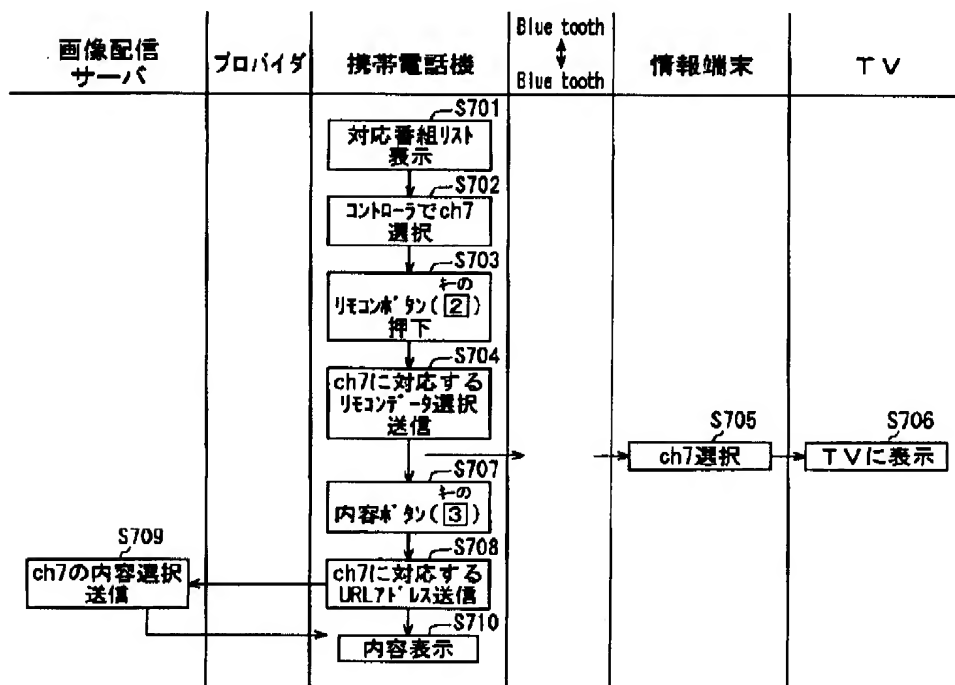 画像配信
サーバ
プロバイダ
携帯電話機
Blue tooth
Blue tooth
情報端末
TV
S701
対応番組リスト
表示
S702
コントローラでch7
選択
S703
キーの
リモコンボタン(2)
押下
S704
ch7に対応する
リモコンデータ選択
送信
S705
ch7選択
S706
TVに表示
S707
キーの
内容ボタン(3)
S708
ch7に対応する
URLアドレス送信
S709
ch7の内容選択
送信
S710
内容表示